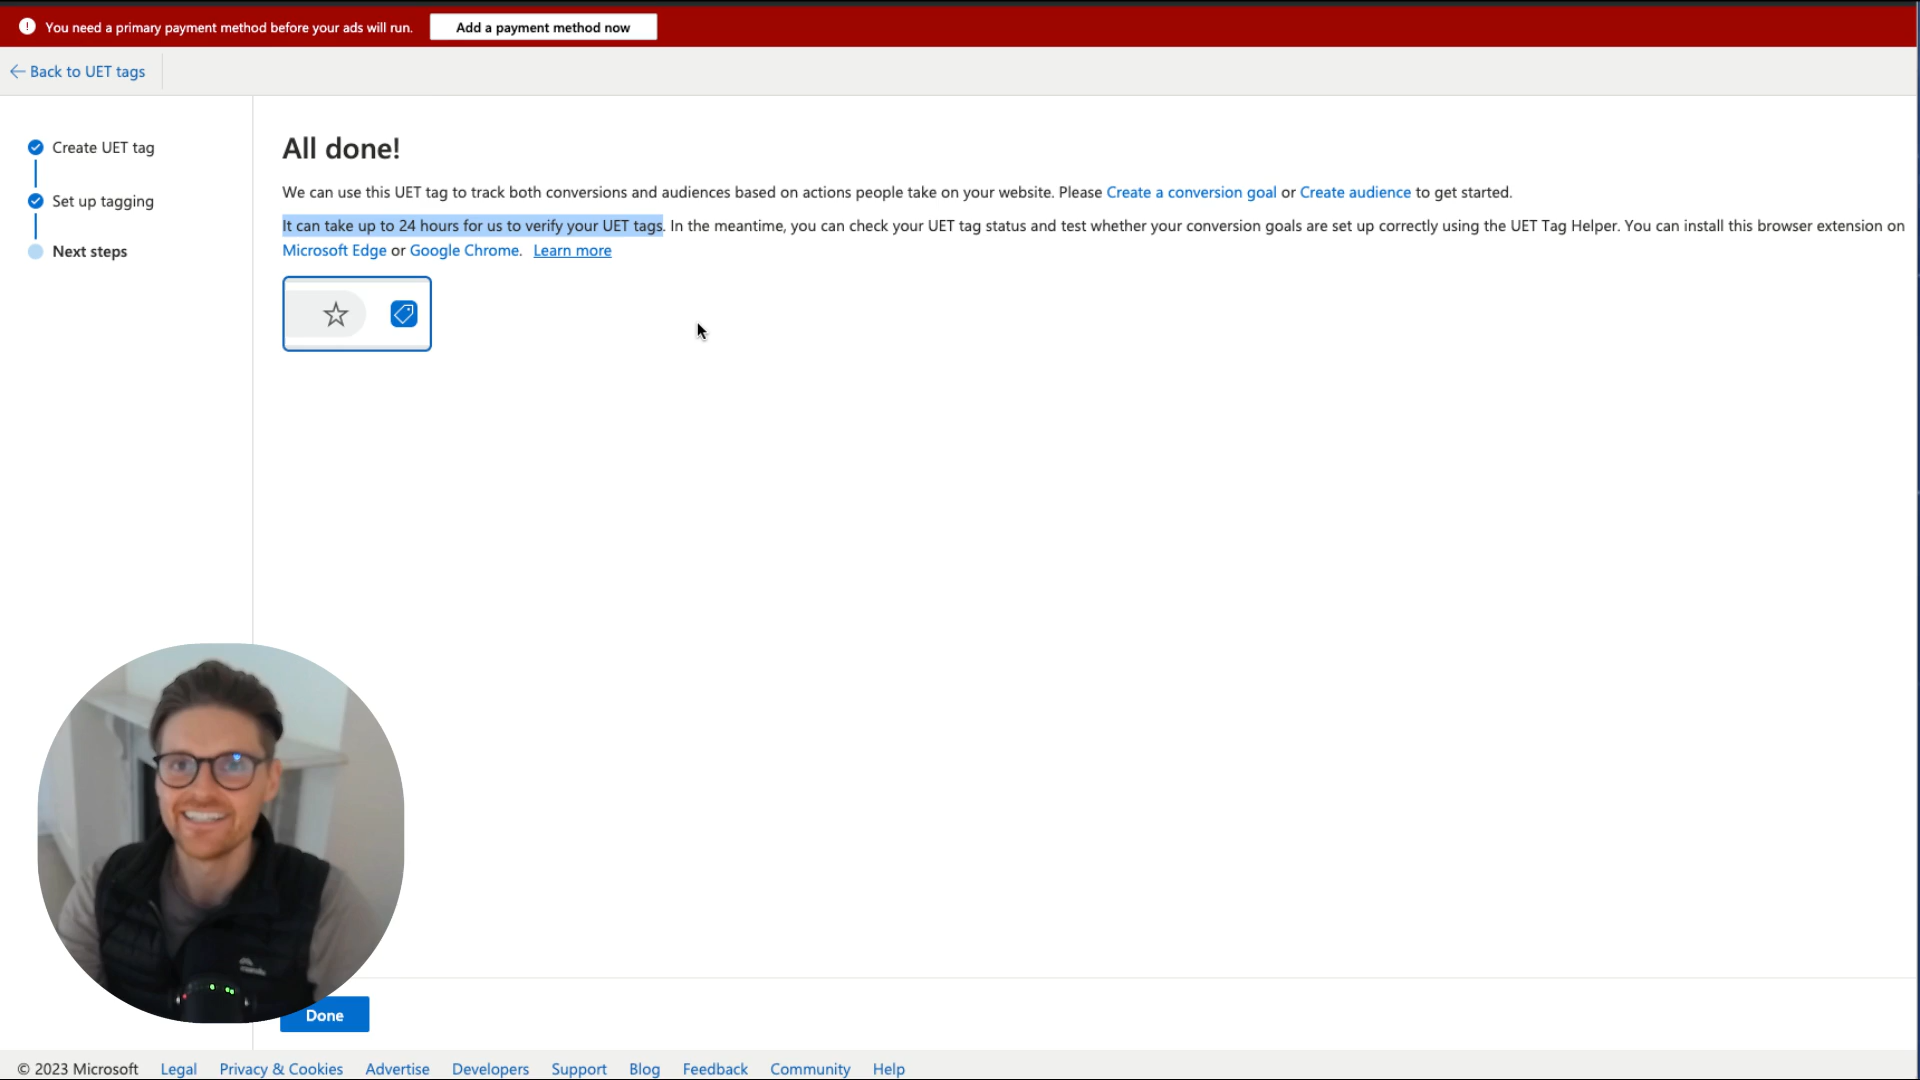 You need a primary payment method before your ads will run.
Add a payment method now
Back to UET tags
Create UET tag
Set up tagging
Next steps
All done!
We can use this UET tag to track both conversions and audiences based on actions people take on your website. Please Create a conversion goal or Create audience to get started.
It can take up to 24 hours for us to verify your UET tags. In the meantime, you can check your UET tag status and test whether your conversion goals are set up correctly using the UET Tag Helper. You can install this browser extension on
Microsoft Edge or Google Chrome. Learn more
Done
© 2023 Microsoft Legal Privacy & Cookies Advertise Developers Support Blog Feedback Community Help